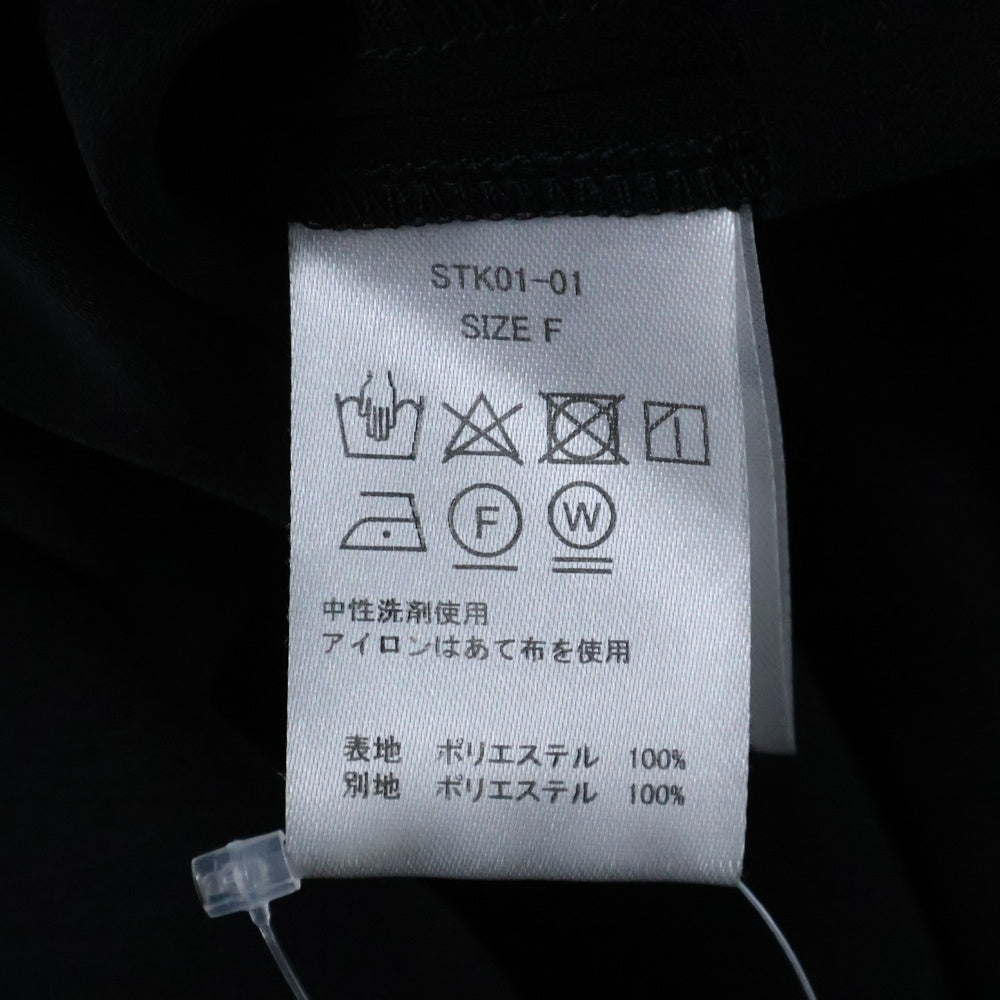 STK01-01
SIZE F
F
W
中性洗剤使用
アイロンはあて布を使用
表地 ポリエステル 100%
別地 ポリエステル 100%